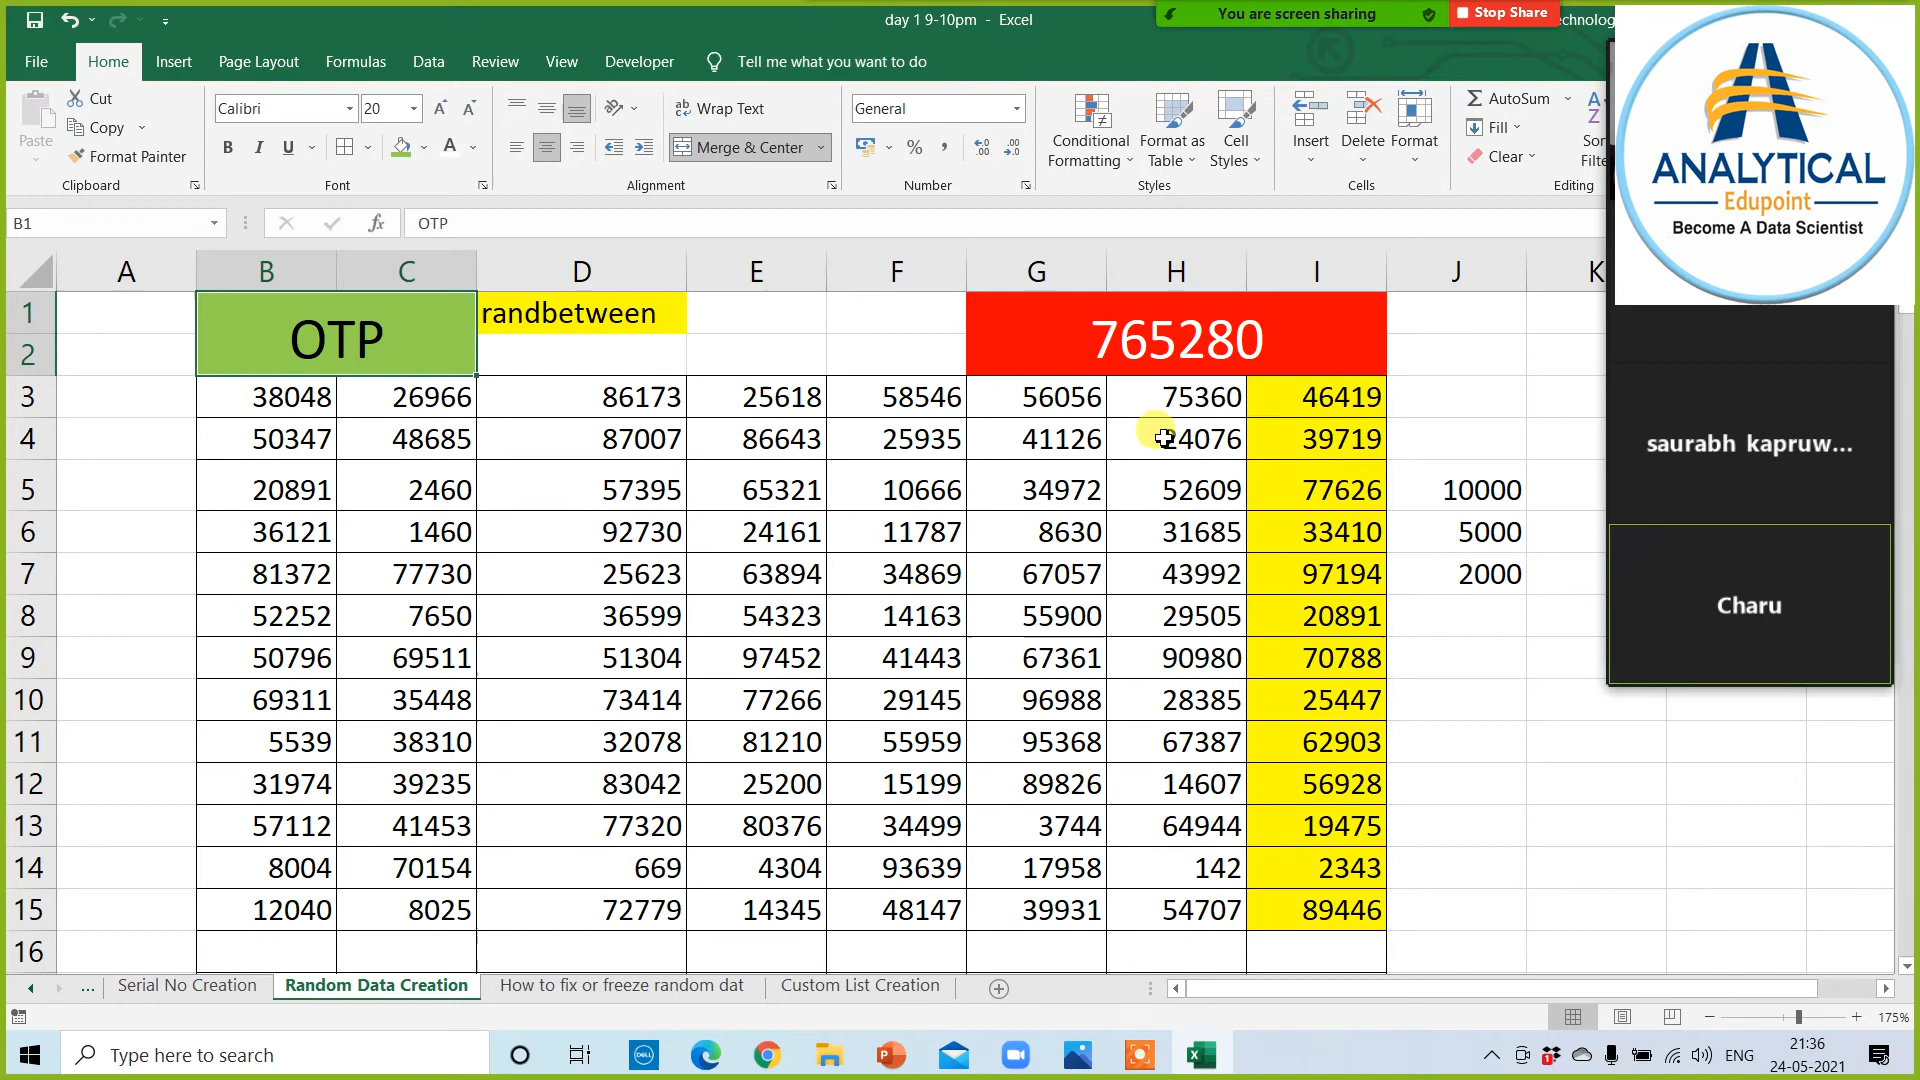 day 1 9-10pm - Excel
You are screen sharing
Stop Share
echnolog
File Home Insert Page Layout Formulas Data Review View Developer Tell me what you want to do
Cut
Copy
Format Painter
Paste
Clipboard
Calibri 20
B I U
Font
Wrap Text
Merge & Center
Alignment
General
Number
Conditional Formatting
Format as Table
Cell Styles
Styles
Insert Delete Format
Cells
AutoSum
Fill
Clear
Sor
Filte
Editing
ANALYTICAL
Edupoint
Become A Data Scientist
B1 fx OTP
A B C D E F G H I J K
1 OTP randbetween 765280
2
3 38048 26966 86173 25618 58546 56056 75360 46419
4 50347 48685 87007 86643 25935 41126 24076 39719
5 20891 2460 57395 65321 10666 34972 52609 77626 10000
6 36121 1460 92730 24161 11787 8630 31685 33410 5000
7 81372 77730 25623 63894 34869 67057 43992 97194 2000
8 52252 7650 36599 54323 14163 55900 29505 20891
9 50796 69511 51304 97452 41443 67361 90980 70788
10 69311 35448 73414 77266 29145 96988 28385 25447
11 5539 38310 32078 81210 55959 95368 67387 62903
12 31974 39235 83042 25200 15199 89826 14607 56928
13 57112 41453 77320 80376 34499 3744 64944 19475
14 8004 70154 669 4304 93639 17958 142 2343
15 12040 8025 72779 14345 48147 39931 54707 89446
16
saurabh kapruw...
Charu
... Serial No Creation Random Data Creation How to fix or freeze random dat Custom List Creation
175%
Type here to search
DELL
ENG
21:36
24-05-2021